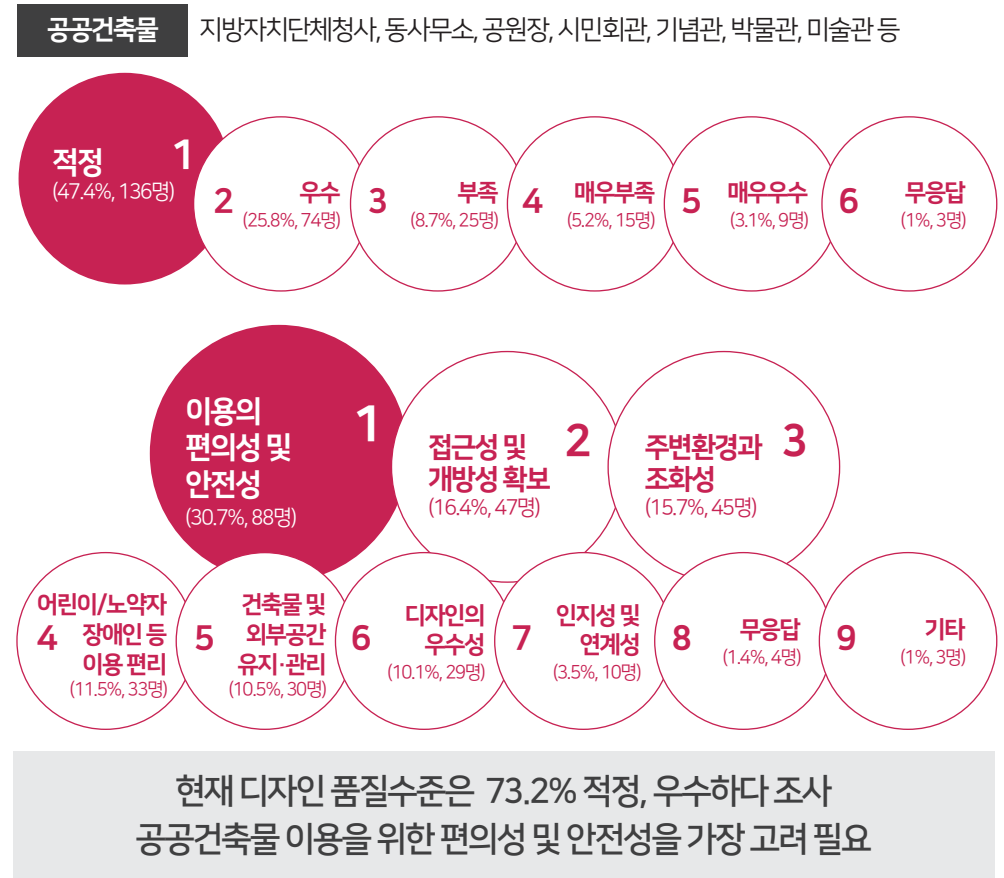 공공건축물 지방자치단체청사, 동사무소, 공원장, 시민회관, 기념관, 박물관, 미술관 등
1
적정
(47.4%, 136명)
2
우수
(25.8%, 74명)
3
부족
(8.7%, 25명)
4
매우부족
(5.2%, 15명)
5
매우우수
(3.1%, 9명)
6
무응답
(1%, 3명)
1
이용의
편의성 및
안전성
(30.7%, 88명)
2
접근성 및
개방성 확보
(16.4%, 47명)
3
주변환경과
조화성
(15.7%, 45명)
4
어린이/노약자
장애인 등
이용 편리
(11.5%, 33명)
5
건축물 및
외부공간
유지·관리
(10.5%, 30명)
6
디자인의
우수성
(10.1%, 29명)
7
인지성 및
연계성
(3.5%, 10명)
8
무응답
(1.4%, 4명)
9
기타
(1%, 3명)
현재 디자인 품질수준은 73.2% 적정, 우수하다 조사
공공건축물 이용을 위한 편의성 및 안전성을 가장 고려 필요